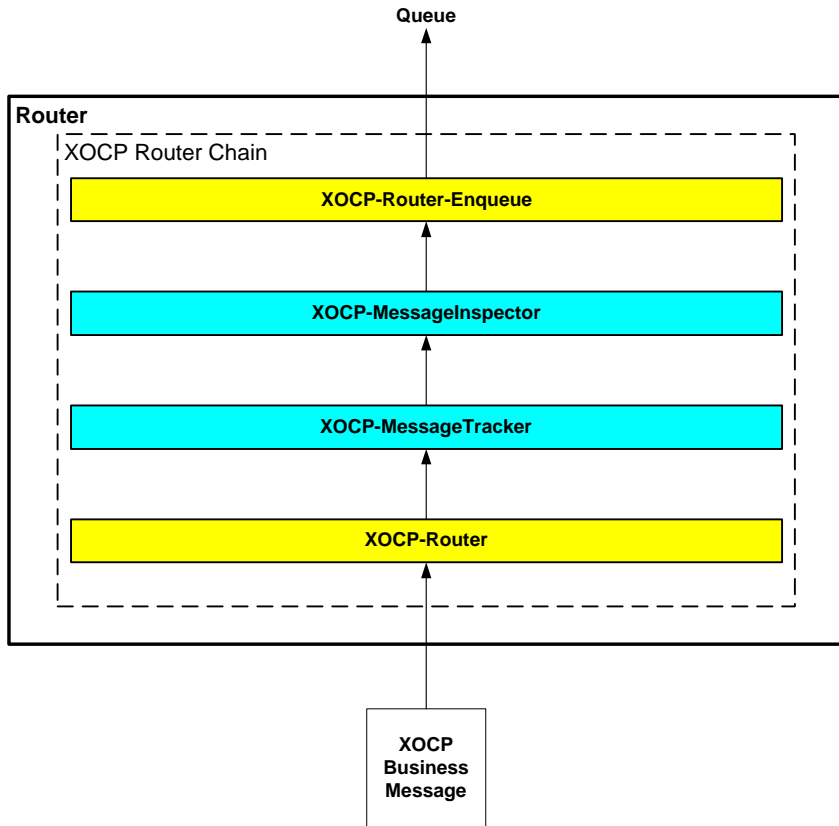 Queue
Router
XOCP Router Chain
XOCP-Router-Enqueue
XOCP-MessageInspector
XOCP-MessageTracker
XOCP-Router
XOCP
Business
Message